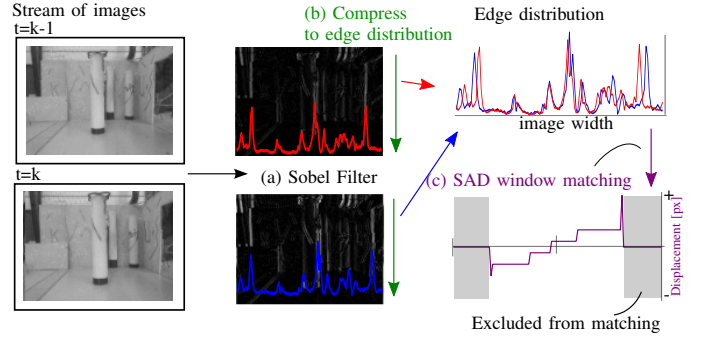 Stream of images
t=k-1
t=k
(b) Compress
to edge distribution
(a) Sobel Filter
Edge distribution
image width
(c) SAD window matching
+
Displacement [px]
-
Excluded from matching